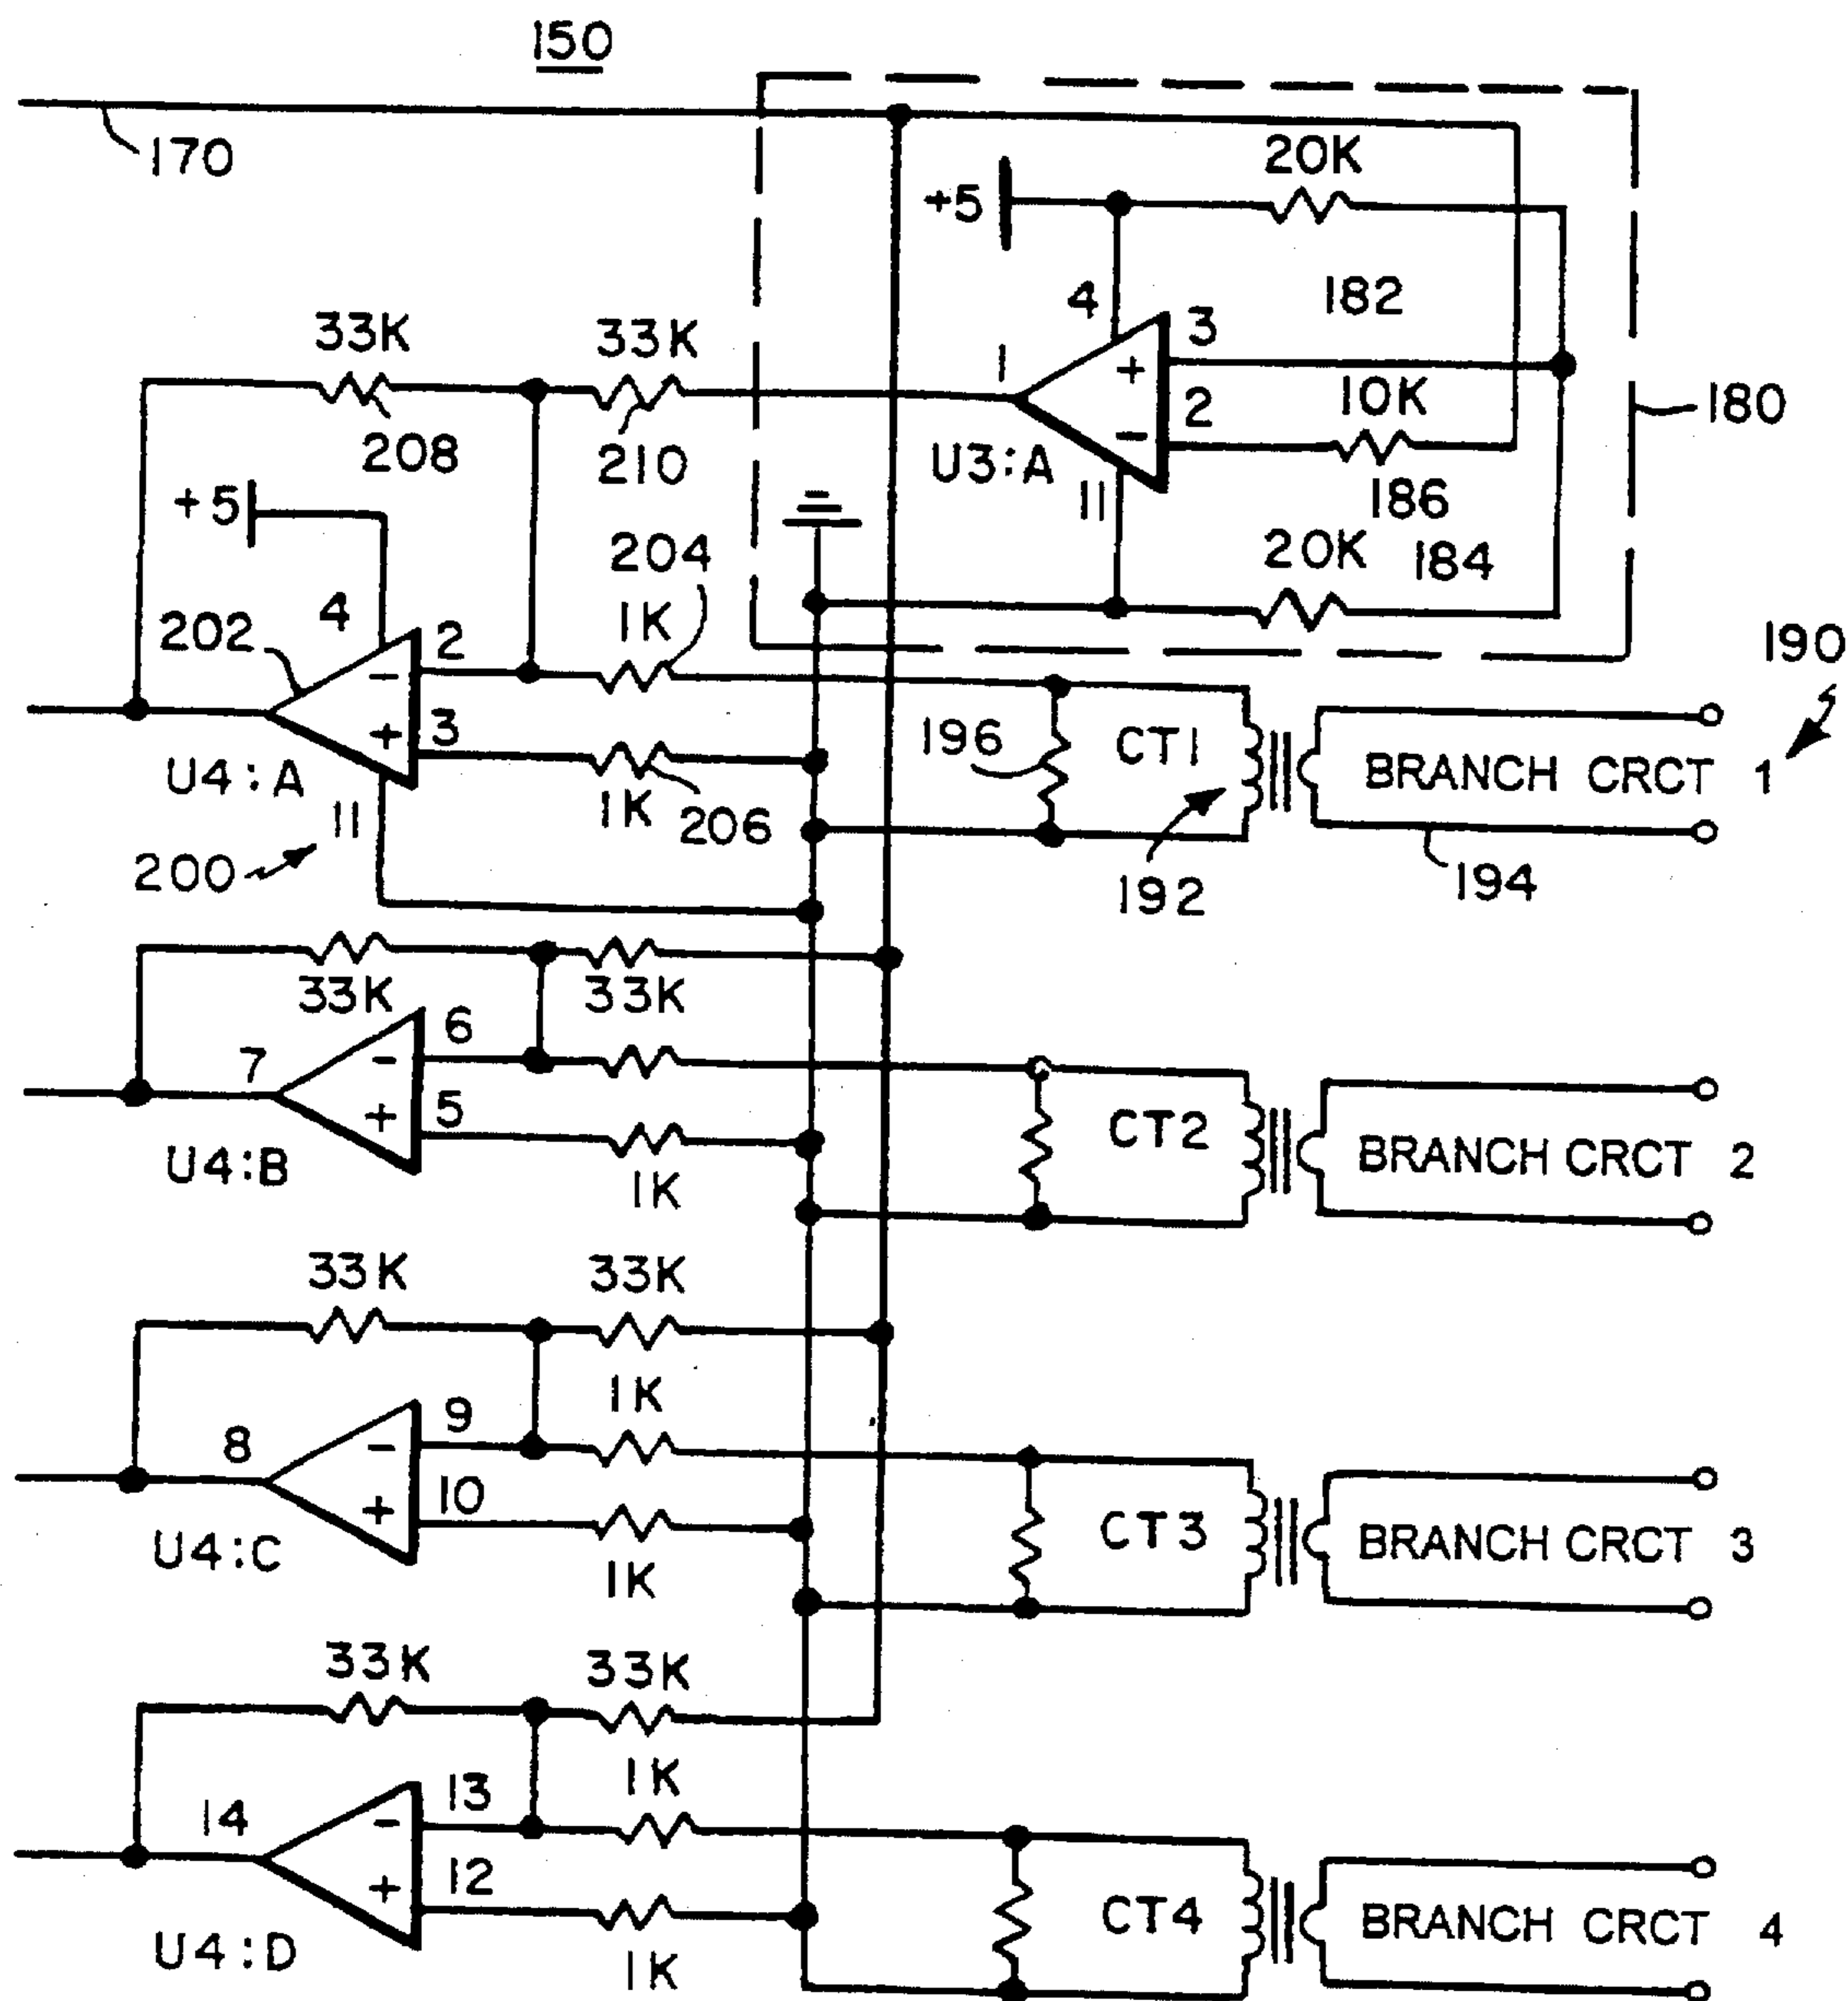 150
170
20K
+5
182
4
3
33K
33K
1
+
2
10K
180
208
210
U3:A
-
11
186
+5
204
20K
184
4
1K
202
2
190
-
3
196
CT1
+
BRANCH CRCT 1
U4:A
1K
206
11
200
192
194
33K
33K
6
7
-
5
+
CT2
BRANCH CRCT 2
U4:B
1K
33K
33K
1K
9
8
-
10
+
CT3
BRANCH CRCT 3
U4:C
1K
33K
33K
1K
13
14
-
12
+
CT4
BRANCH CRCT 4
U4:D
1K